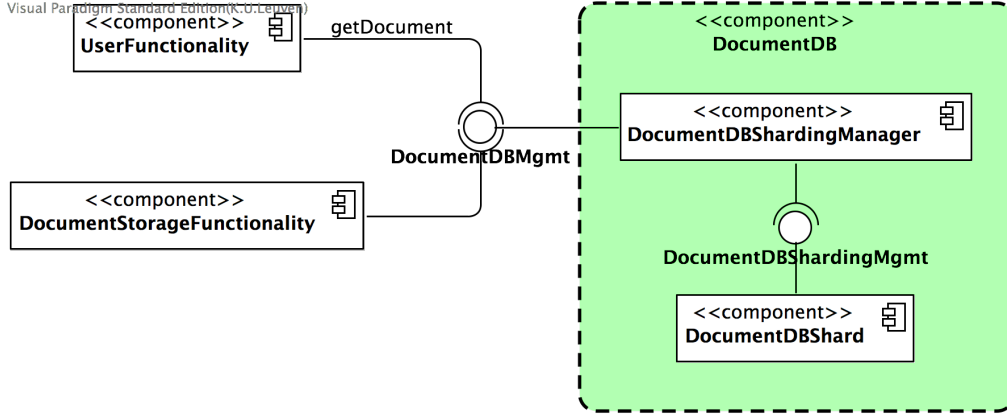 Visual Paradigm Standard Edition(K.U.Leuven)
<<component>>
UserFunctionality
getDocument
<<component>>
DocumentDB
<<component>>
DocumentDBShardingManager
DocumentDBMgmt
<<component>>
DocumentStorageFunctionality
DocumentDBShardingMgmt
<<component>>
DocumentDBShard